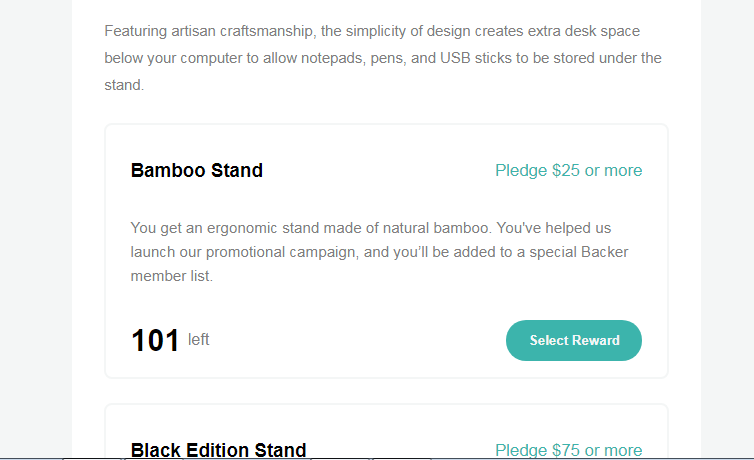 Featuring artisan craftsmanship, the simplicity of design creates extra desk space
below your computer to allow notepads, pens, and USB sticks to be stored under the
stand.
Bamboo Stand
Pledge $25 or more
You get an ergonomic stand made of natural bamboo. You've helped us
launch our promotional campaign, and you’ll be added to a special Backer
member list.
101 left
Select Reward
Black Edition Stand
Pledge $75 or more